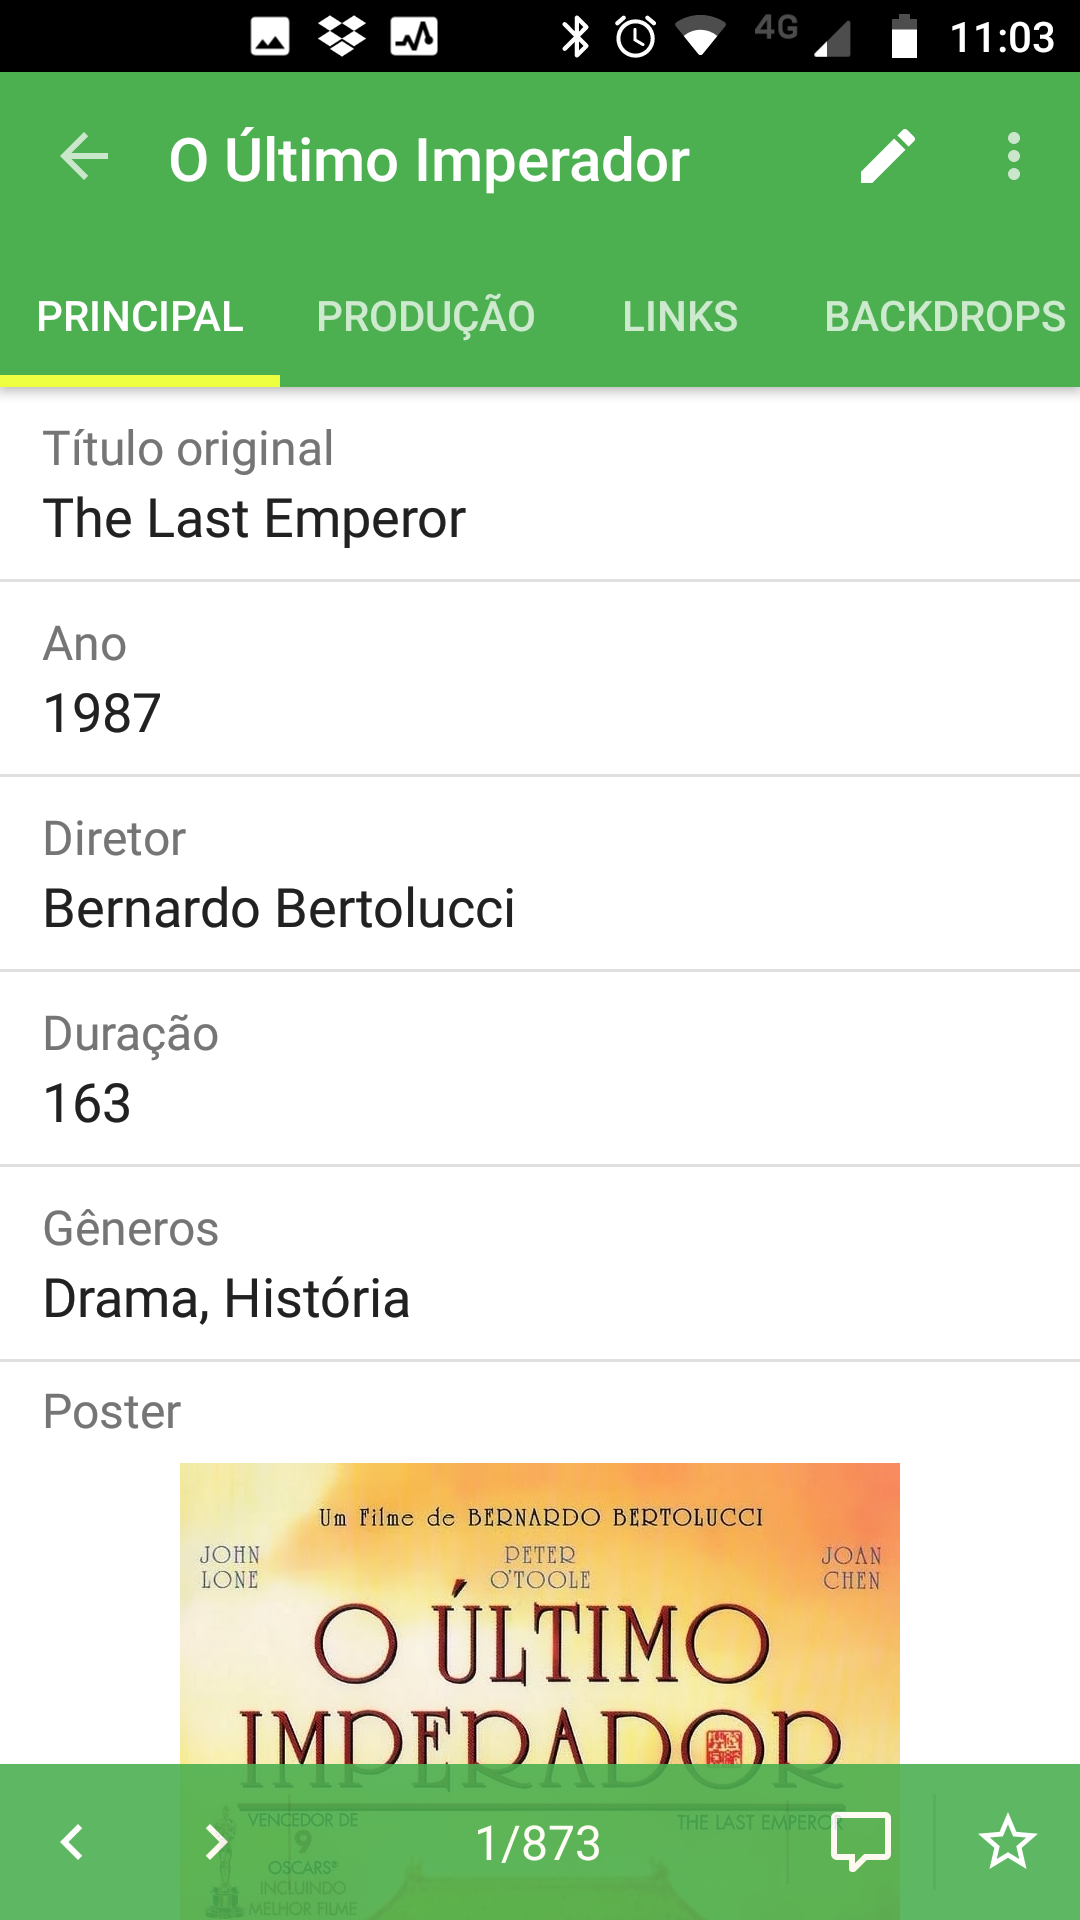 4G 11:03
O Último Imperador
PRINCIPAL PRODUÇÃO LINKS BACKDROPS
Título original
The Last Emperor
Ano
1987
Diretor
Bernardo Bertolucci
Duração
163
Gêneros
Drama, História
Poster
Um Filme de BERNARDO BERTOLUCCI
JOHN LONE
PETER O'TOOLE
JOAN CHEN
O ÚLTIMO
IMPERADOR
VENCEDOR DE
9
OSCARS®
INCLUINDO
MELHOR FILME
THE LAST EMPEROR
1/873